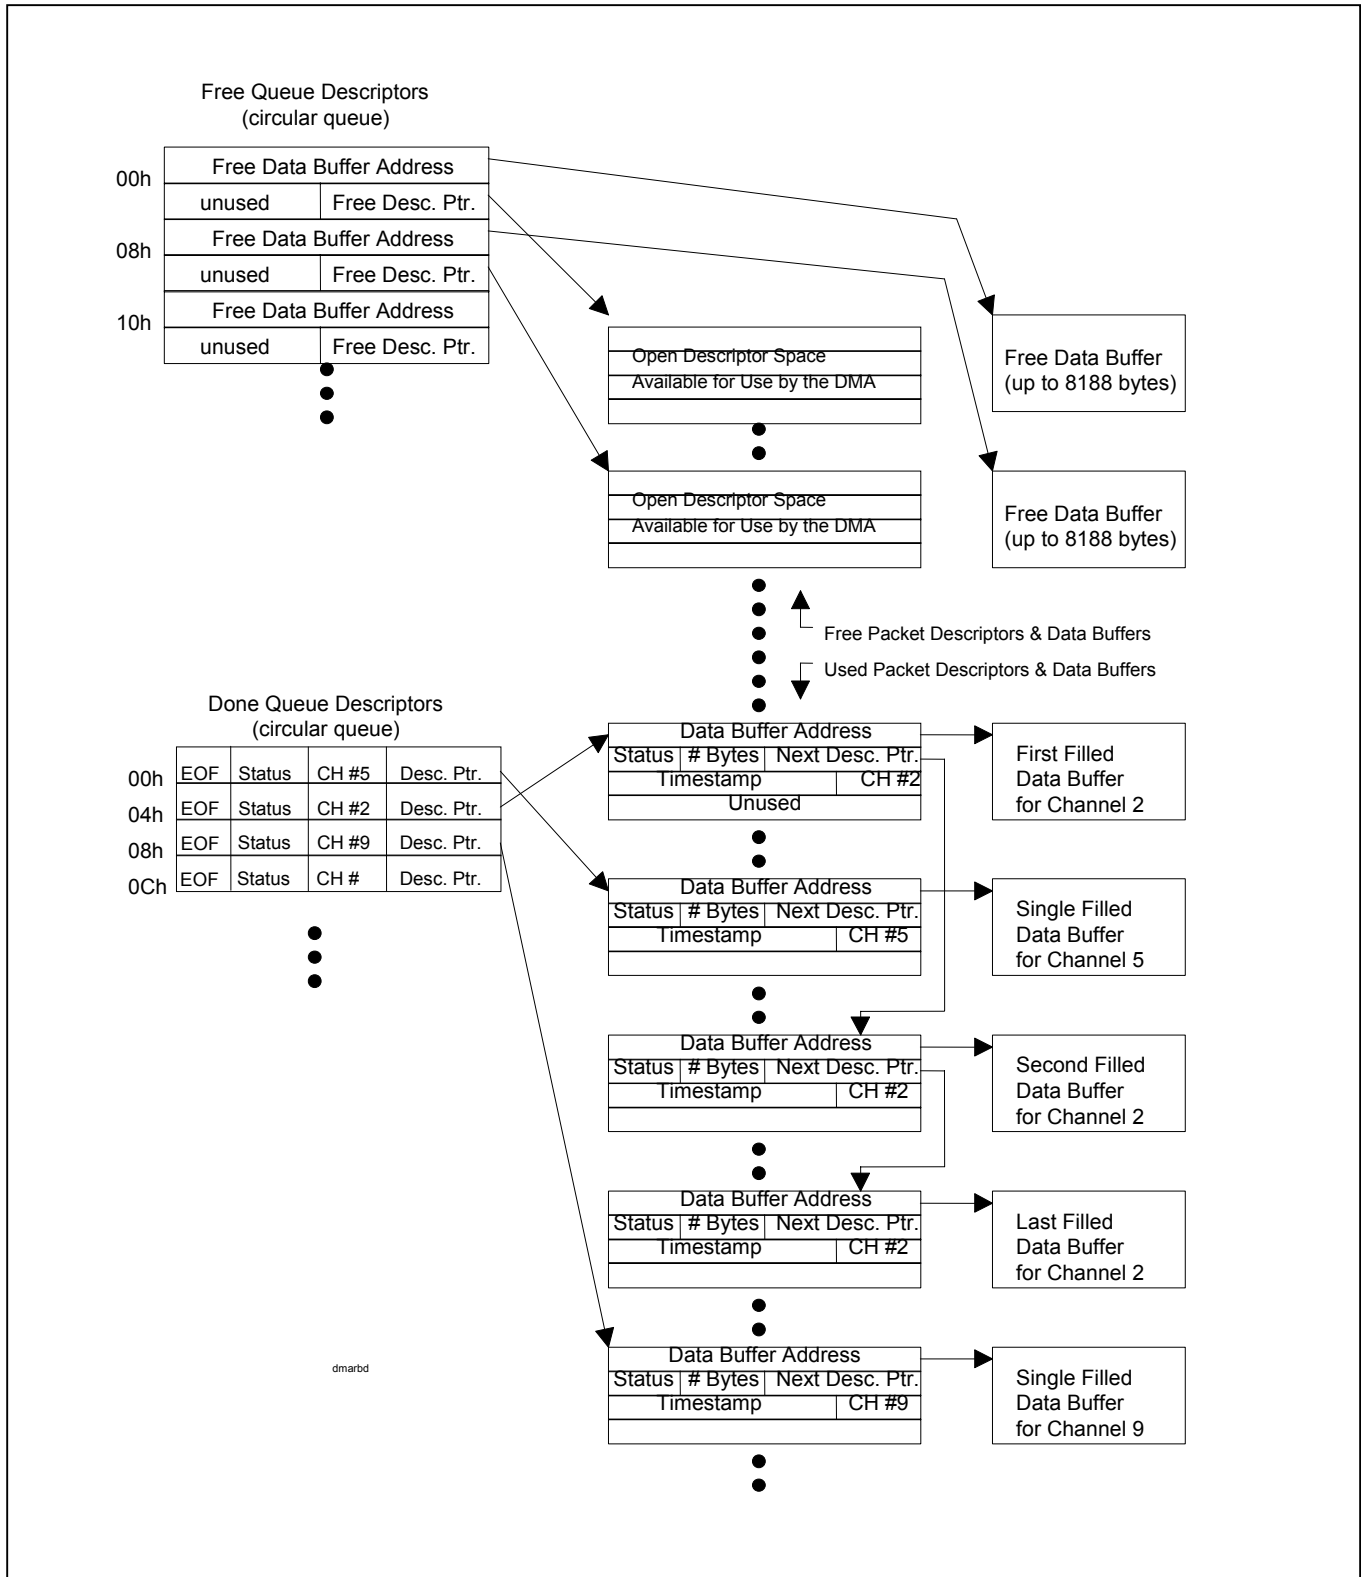 Free Queue Descriptors
(circular queue)
00h
Free Data Buffer Address
unused Free Desc. Ptr.
08h
Free Data Buffer Address
unused Free Desc. Ptr.
10h
Free Data Buffer Address
unused Free Desc. Ptr.
Open Descriptor Space
Available for Use by the DMA
Free Data Buffer
(up to 8188 bytes)
Open Descriptor Space
Available for Use by the DMA
Free Data Buffer
(up to 8188 bytes)
Free Packet Descriptors & Data Buffers
Used Packet Descriptors & Data Buffers
Done Queue Descriptors
(circular queue)
00h EOF Status CH #5 Desc. Ptr.
04h EOF Status CH #2 Desc. Ptr.
08h EOF Status CH #9 Desc. Ptr.
0Ch EOF Status CH # Desc. Ptr.
Data Buffer Address
Status # Bytes Next Desc. Ptr.
Timestamp CH #2
Unused
First Filled
Data Buffer
for Channel 2
Data Buffer Address
Status # Bytes Next Desc. Ptr.
Timestamp CH #5
Single Filled
Data Buffer
for Channel 5
Data Buffer Address
Status # Bytes Next Desc. Ptr.
Timestamp CH #2
Second Filled
Data Buffer
for Channel 2
Data Buffer Address
Status # Bytes Next Desc. Ptr.
Timestamp CH #2
Last Filled
Data Buffer
for Channel 2
Data Buffer Address
Status # Bytes Next Desc. Ptr.
Timestamp CH #9
Single Filled
Data Buffer
for Channel 9
dmarbd